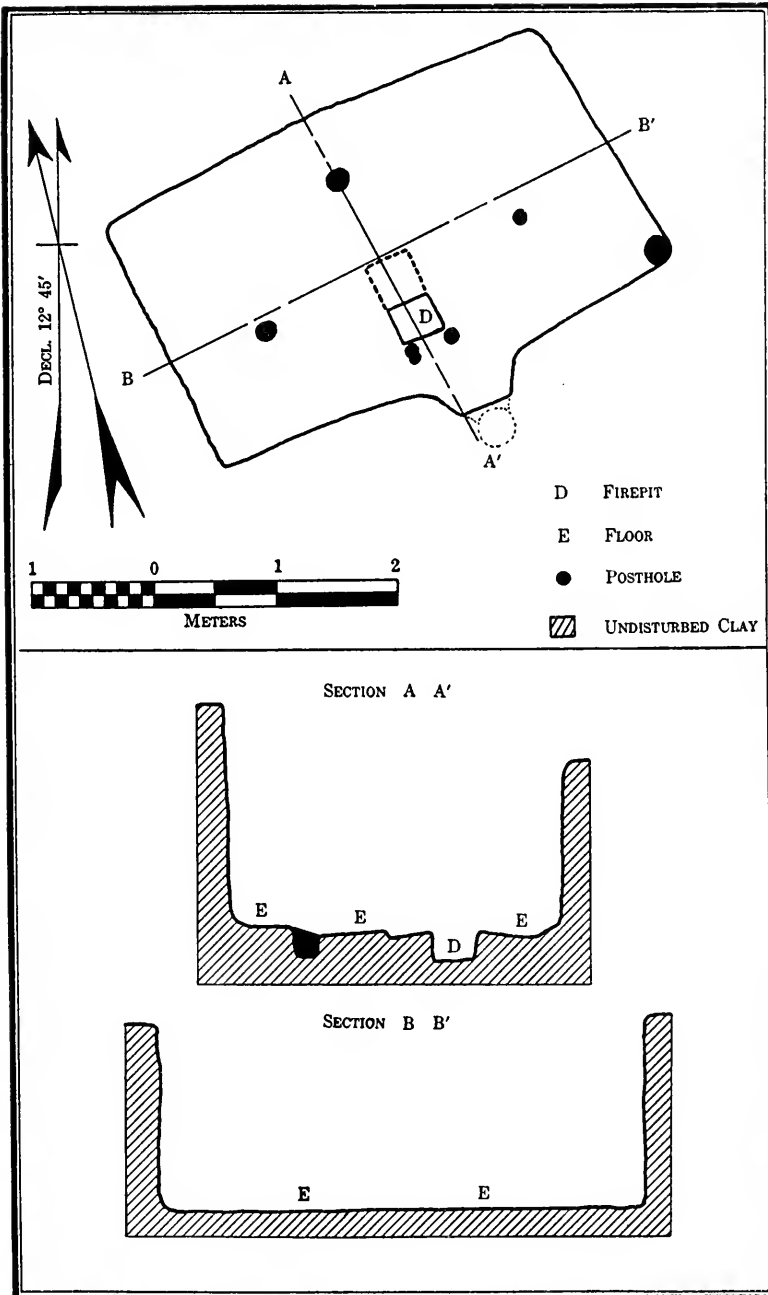 A
B'
DECL. 12° 45'
D
B
A'
D FIREPIT
E FLOOR
POSTHOLE
UNDISTURBED CLAY
1 0 1 2
METERS
SECTION A A'
E E E
D
SECTION B B'
E E